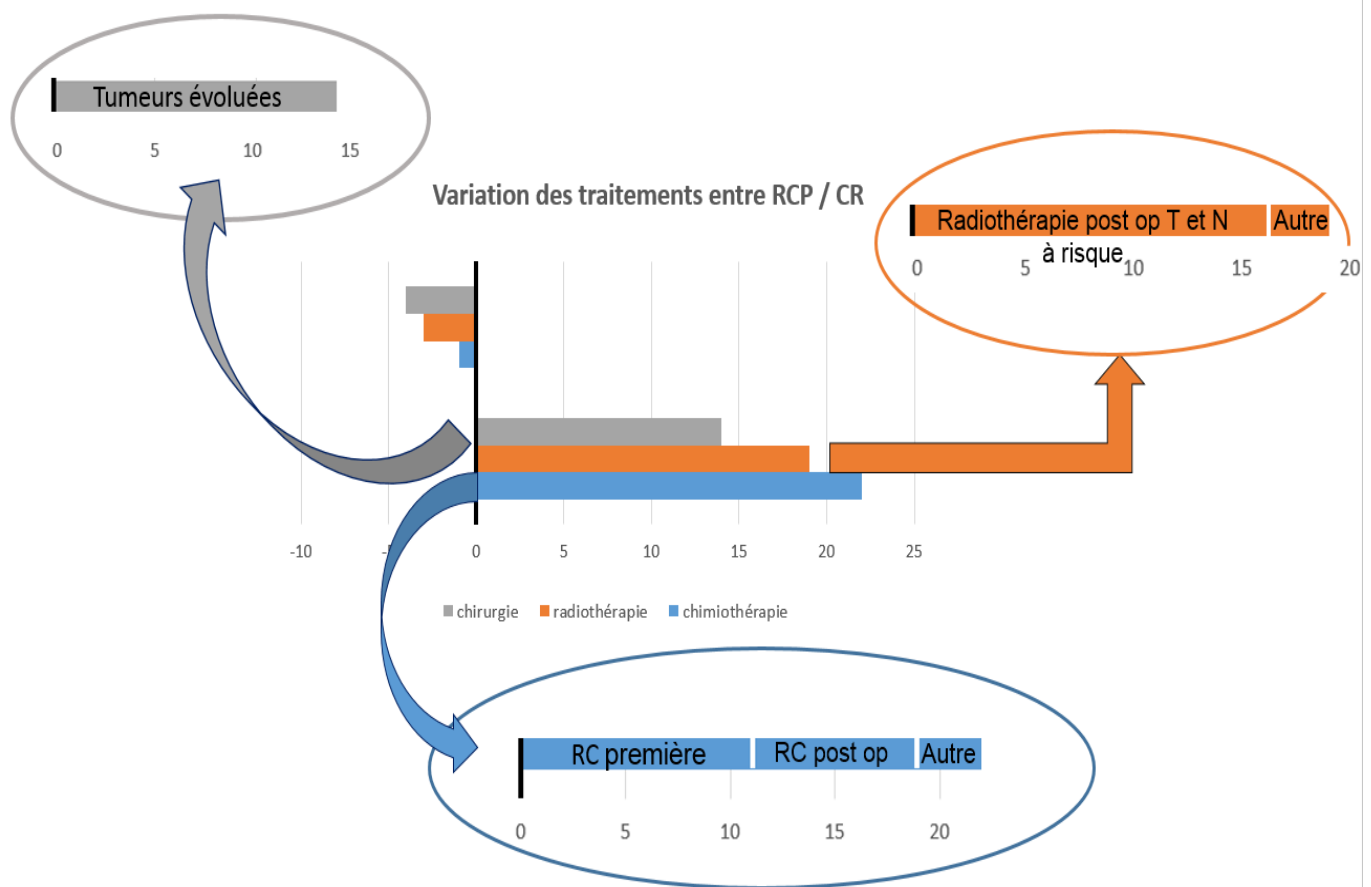 Tumeurs évoluées
0 5 10 15
Variation des traitements entre RCP / CR
Radiothérapie post op T et N Autre
à risque
0 5 10 15 20
-10 0 5 10 15 20 25
chirurgie radiothérapie chimiothérapie
RC première RC post op Autre
0 5 10 15 20